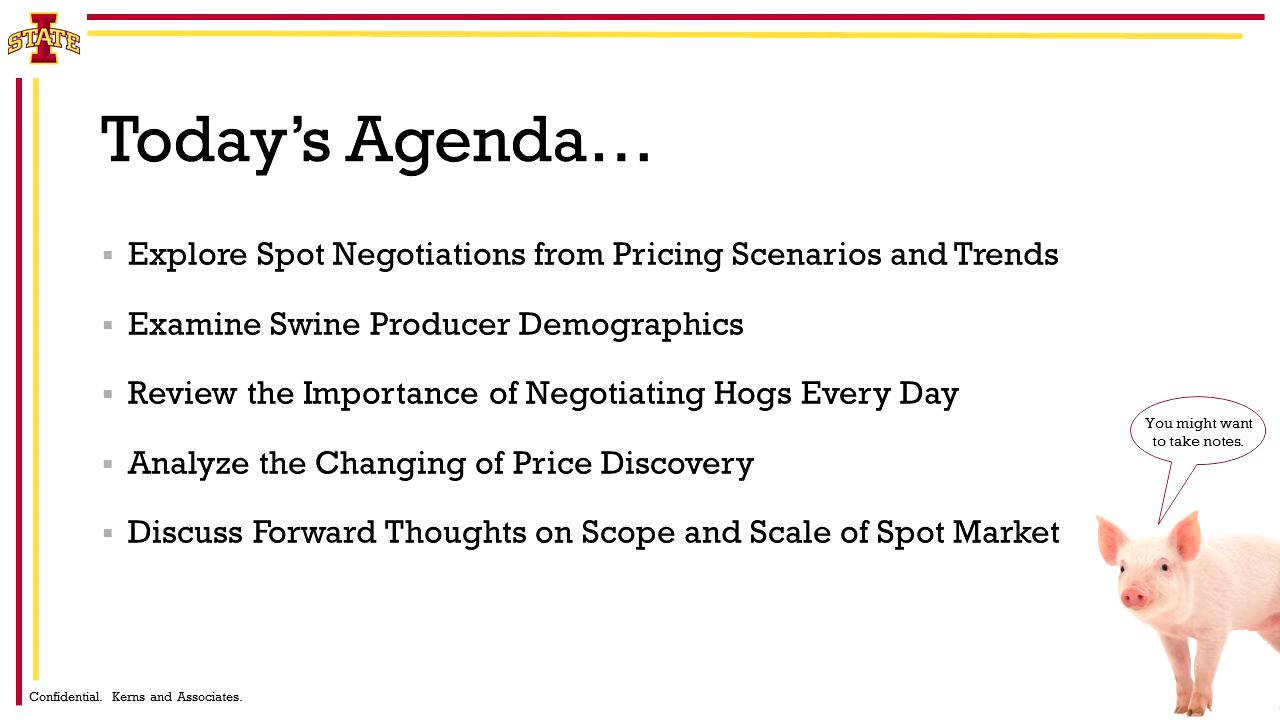 STATE
Today's Agenda…
Explore Spot Negotiations from Pricing Scenarios and Trends
Examine Swine Producer Demographics
Review the Importance of Negotiating Hogs Every Day
You might want
to take notes.
Analyze the Changing of Price Discovery
Discuss Forward Thoughts on Scope and Scale of Spot Market
Confidential. Kerns and Associates.